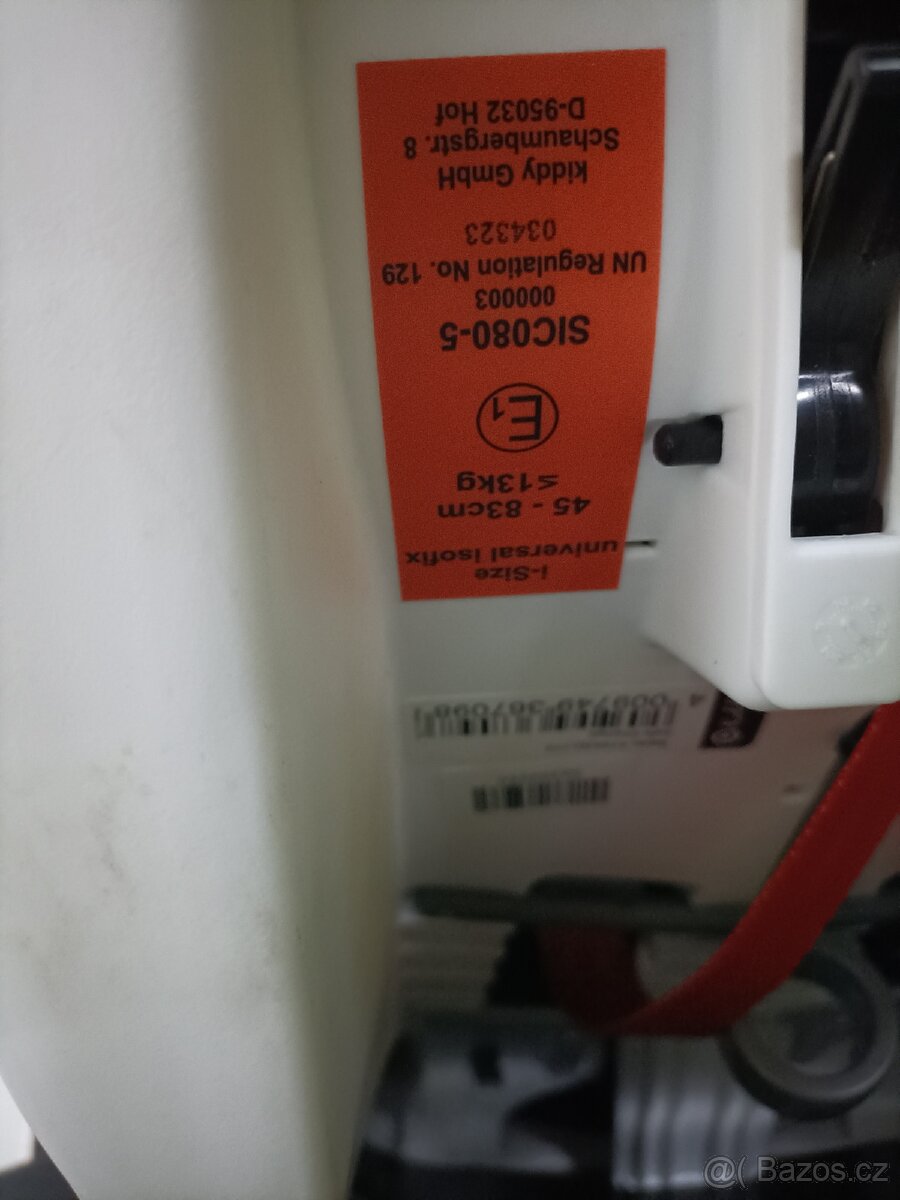 i-Size
universal Isofix
45 - 83cm
≤13kg
E1
SIC080-5
000003
UN Regulation No. 129
034323
kiddy GmbH
Schaumbergstr. 8
D-95032 Hof
@( Bazos.cz